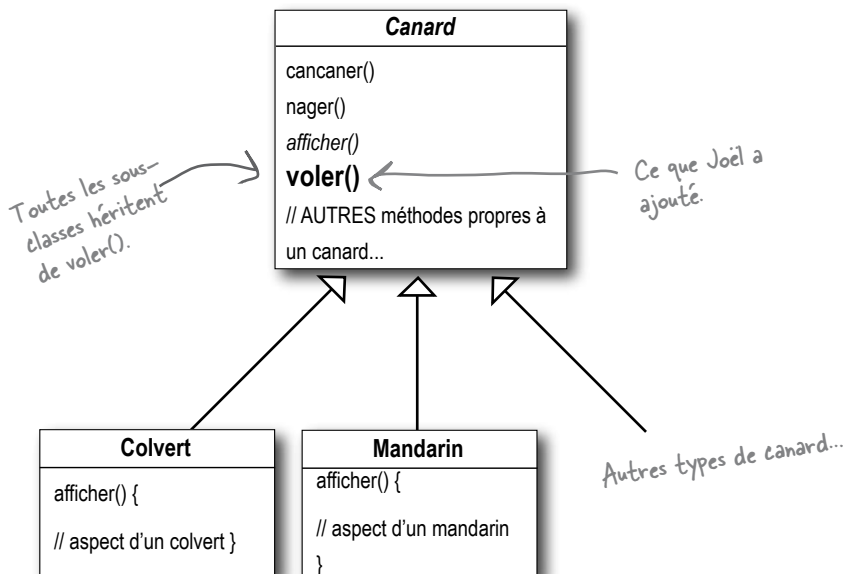 Canard
cancaner()
nager()
afficher()
voler()
// AUTRES méthodes propres à
un canard...
Toutes les sous-
classes héritent
de voler().
Ce que Joël a
ajouté.
Colvert
afficher() {
// aspect d'un colvert }
Mandarin
afficher() {
// aspect d'un mandarin
}
Autres types de canard...